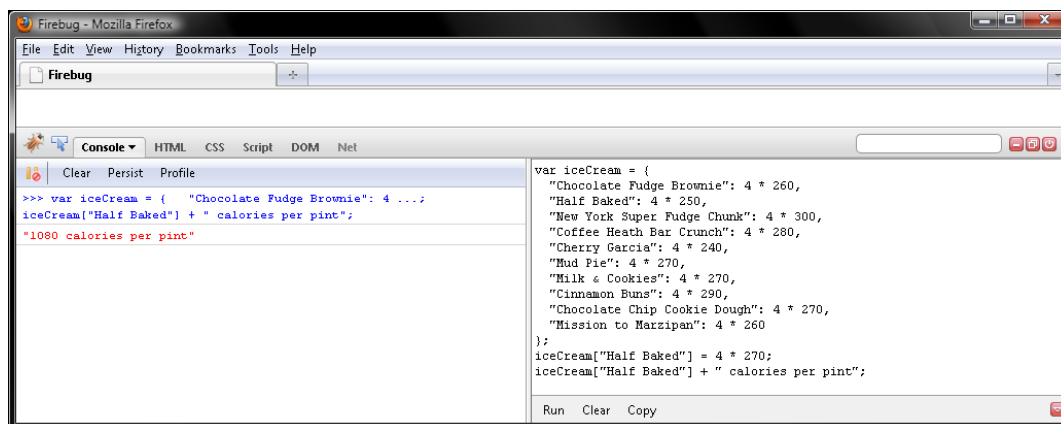 Firebug - Mozilla Firefox
File Edit View History Bookmarks Tools Help
Firebug
Console HTML CSS Script DOM Net
Clear Persist Profile
>>> var iceCream = {   "Chocolate Fudge Brownie": 4 ...;
iceCream["Half Baked"] + " calories per pint";
"1080 calories per pint"
var iceCream = {
  "Chocolate Fudge Brownie": 4 * 260,
  "Half Baked": 4 * 250,
  "New York Super Fudge Chunk": 4 * 300,
  "Coffee Heath Bar Crunch": 4 * 280,
  "Cherry Garcia": 4 * 240,
  "Mud Pie": 4 * 270,
  "Milk & Cookies": 4 * 270,
  "Cinnamon Buns": 4 * 290,
  "Chocolate Chip Cookie Dough": 4 * 270,
  "Mission to Marzipan": 4 * 260
};
iceCream["Half Baked"] = 4 * 270;
iceCream["Half Baked"] + " calories per pint";
Run Clear Copy